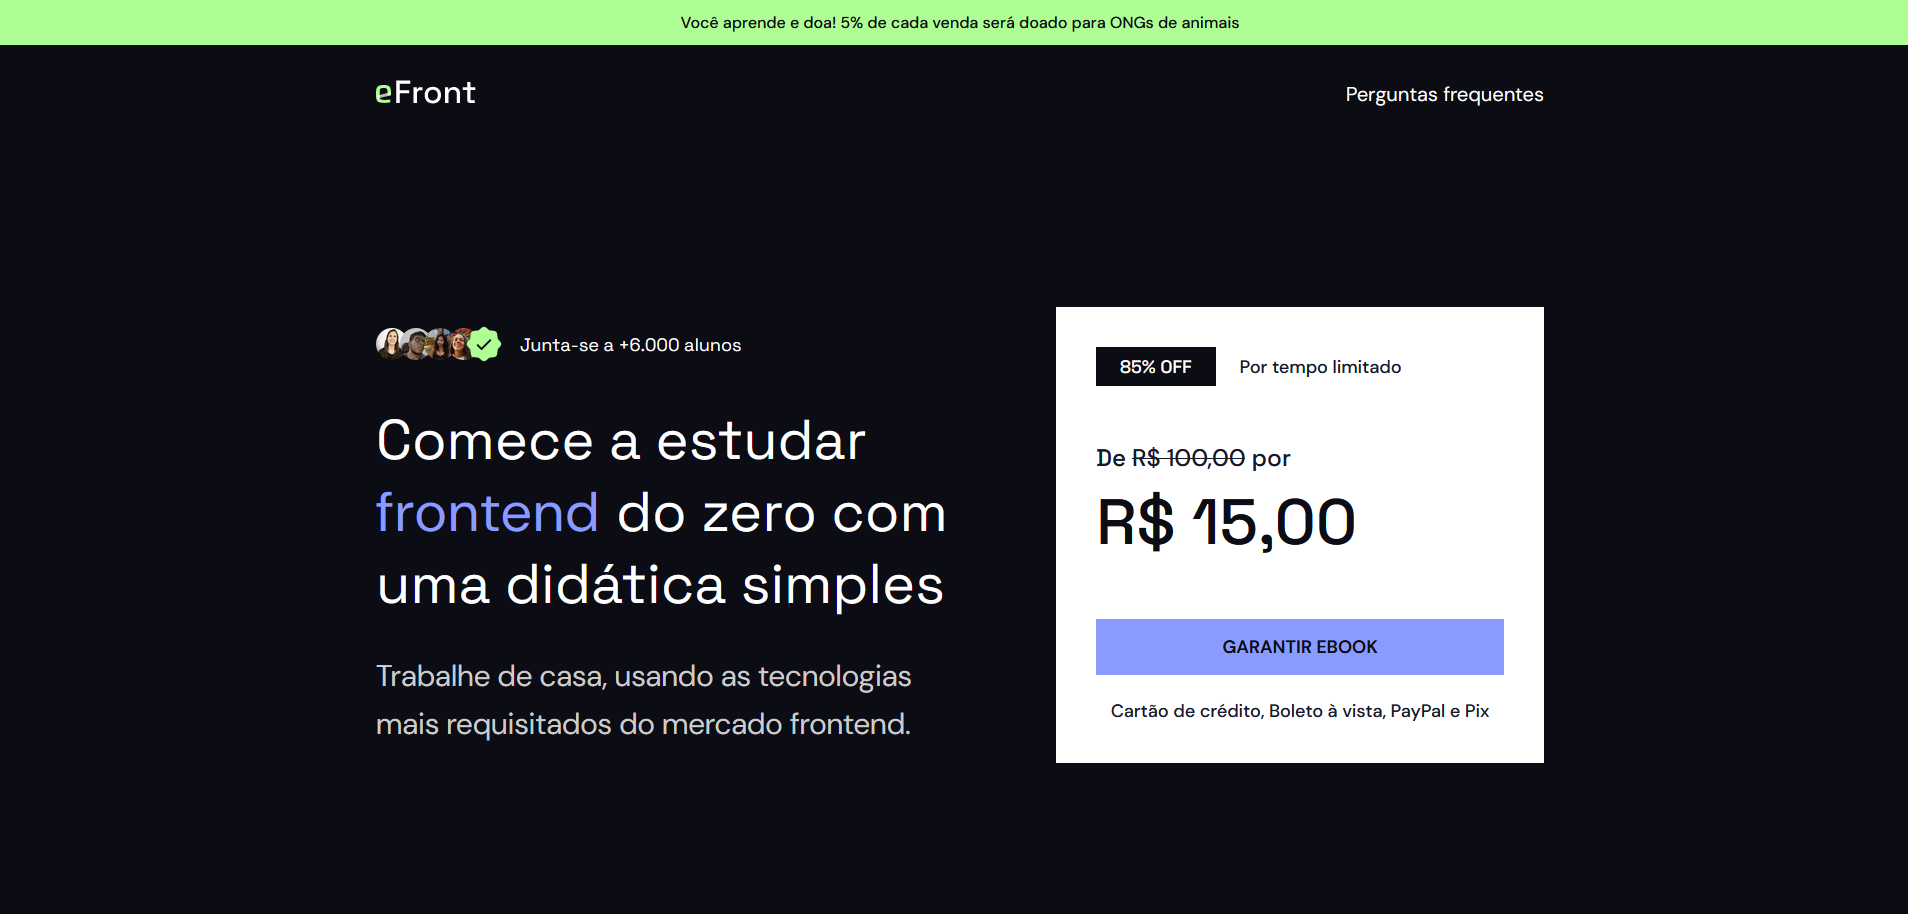 Você aprende e doa! 5% de cada venda será doado para ONGs de animais
eFront
Perguntas frequentes
Junta-se a +6.000 alunos
Comece a estudar
frontend do zero com
uma didática simples
Trabalhe de casa, usando as tecnologias
mais requisitados do mercado frontend.
85% OFF
Por tempo limitado
De R$ 100,00 por
R$ 15,00
GARANTIR EBOOK
Cartão de crédito, Boleto à vista, PayPal e Pix